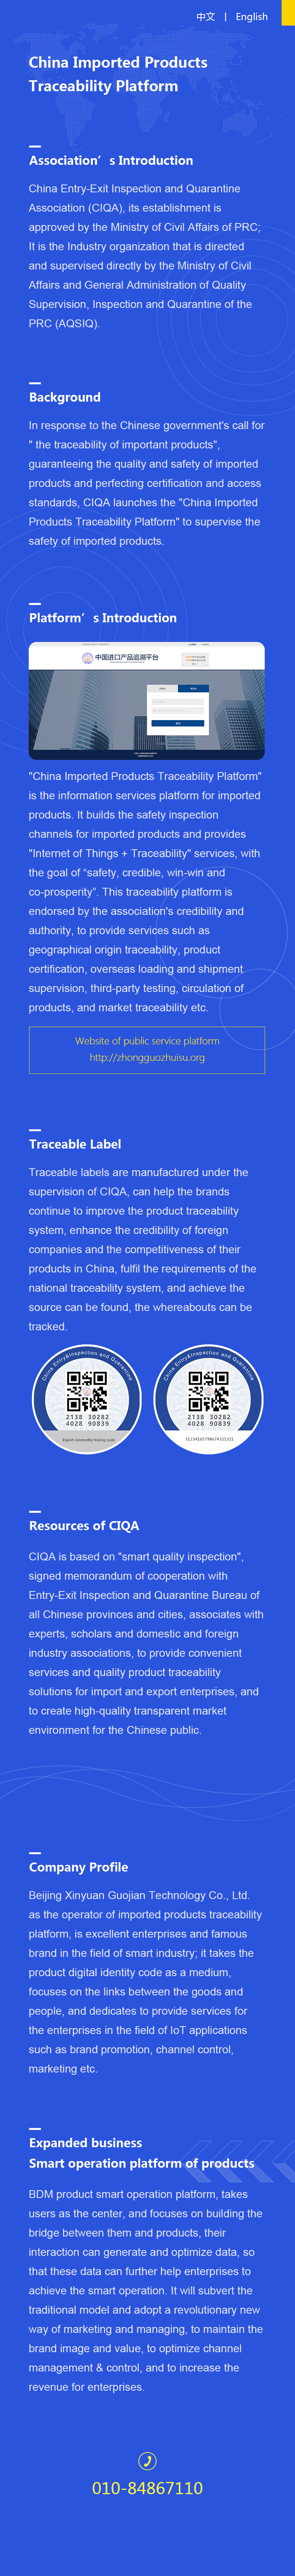 中文 | English
China Imported Products
Traceability Platform
Association’s Introduction
China Entry-Exit Inspection and Quarantine
Association (CIQA), its establishment is
approved by the Ministry of Civil Affairs of PRC;
It is the Industry organization that is directed
and supervised directly by the Ministry of Civil
Affairs and General Administration of Quality
Supervision, Inspection and Quarantine of the
PRC (AQSIQ).
Background
In response to the Chinese government's call for
" the traceability of important products",
guaranteeing the quality and safety of imported
products and perfecting certification and access
standards, CIQA launches the "China Imported
Products Traceability Platform" to supervise the
safety of imported products.
Platform’s Introduction
中国进口产品追溯平台
"China Imported Products Traceability Platform"
is the information services platform for imported
products. It builds the safety inspection
channels for imported products and provides
"Internet of Things + Traceability" services, with
the goal of “safety, credible, win-win and
co-prosperity”. This traceability platform is
endorsed by the association's credibility and
authority, to provide services such as
geographical origin traceability, product
certification, overseas loading and shipment
supervision, third-party testing, circulation of
products, and market traceability etc.
Website of public service platform
http://zhongguozhuisu.org
Traceable Label
Traceable labels are manufactured under the
supervision of CIQA, can help the brands
continue to improve the product traceability
system, enhance the credibility of foreign
companies and the competitiveness of their
products in China, fulfil the requirements of the
national traceability system, and achieve the
source can be found, the whereabouts can be
tracked.
China Entry&Inspection and Quarantine
2138 30282
4028 90839
Export commodity tracing code
China Entry&Inspection and Quarantine
2138 30282
4028 90839
Resources of CIQA
CIQA is based on "smart quality inspection",
signed memorandum of cooperation with
Entry-Exit Inspection and Quarantine Bureau of
all Chinese provinces and cities, associates with
experts, scholars and domestic and foreign
industry associations, to provide convenient
services and quality product traceability
solutions for import and export enterprises, and
to create high-quality transparent market
environment for the Chinese public.
Company Profile
Beijing Xinyuan Guojian Technology Co., Ltd.
as the operator of imported products traceability
platform, is excellent enterprises and famous
brand in the field of smart industry; it takes the
product digital identity code as a medium,
focuses on the links between the goods and
people, and dedicates to provide services for
the enterprises in the field of IoT applications
such as brand promotion, channel control,
marketing etc.
Expanded business
Smart operation platform of products
BDM product smart operation platform, takes
users as the center, and focuses on building the
bridge between them and products, their
interaction can generate and optimize data, so
that these data can further help enterprises to
achieve the smart operation. It will subvert the
traditional model and adopt a revolutionary new
way of marketing and managing, to maintain the
brand image and value, to optimize channel
management & control, and to increase the
revenue for enterprises.
010-84867110